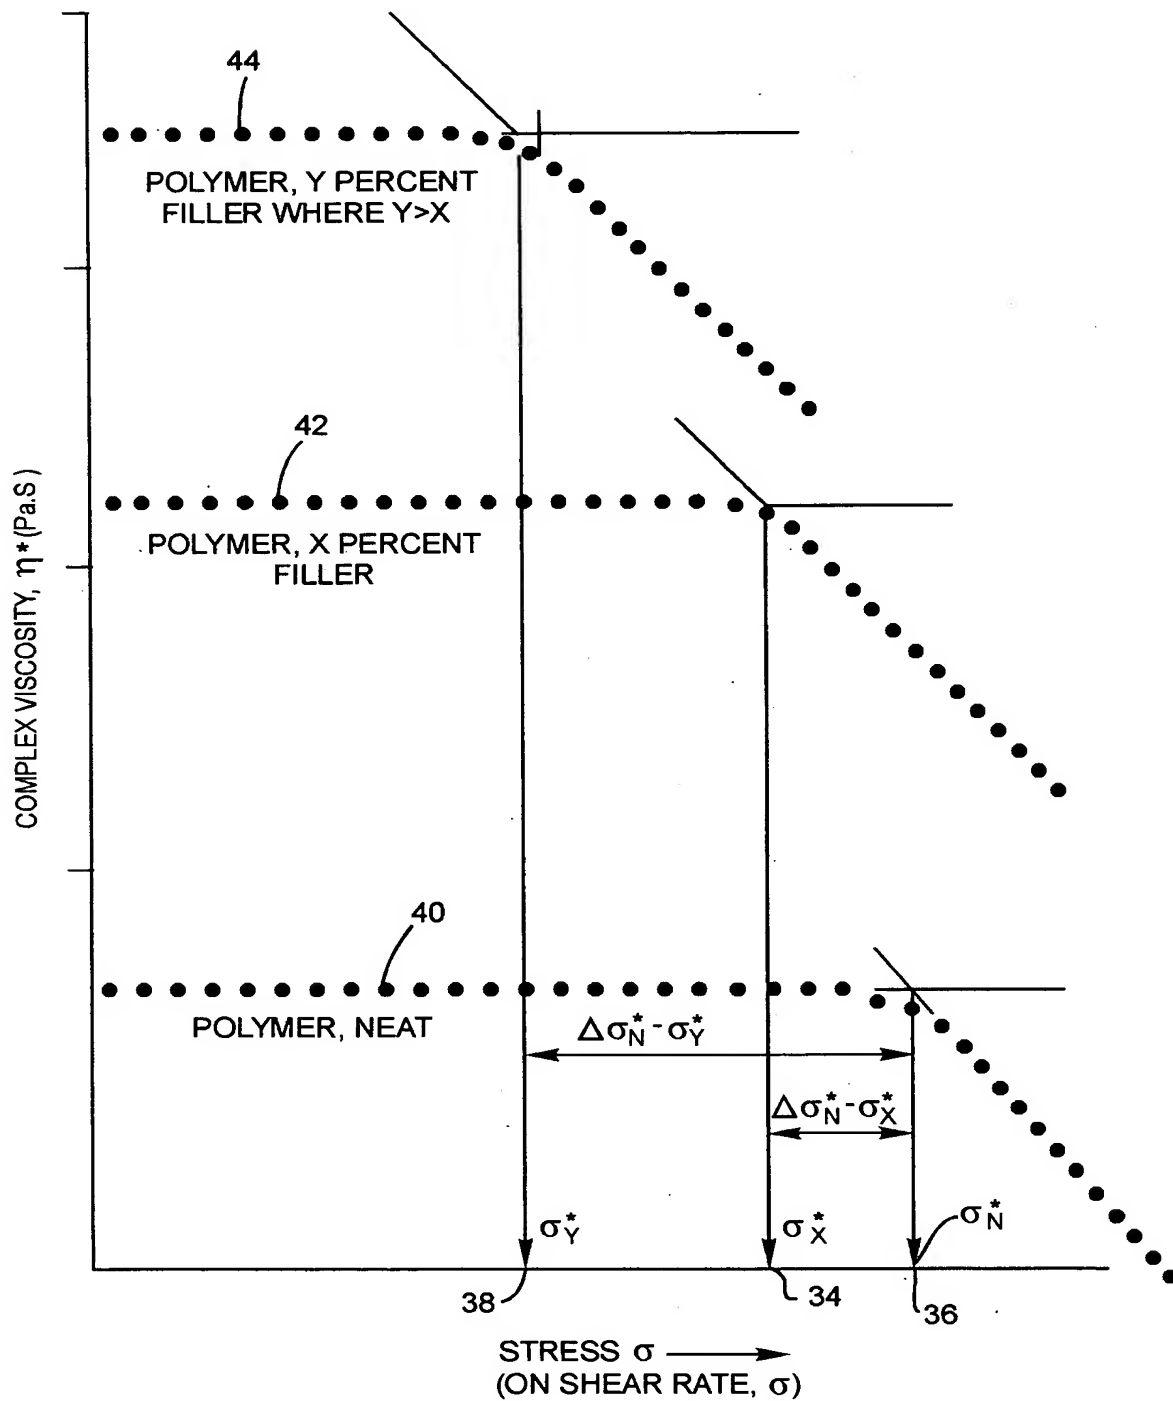 44
POLYMER, Y PERCENT
FILLER WHERE Y>X
42
POLYMER, X PERCENT
FILLER
COMPLEX VISCOSITY, η*(Pa.S)
40
POLYMER, NEAT
Δσ*N-σ*Y
Δσ*N-σ*X
σ*Y
σ*X
σ*N
38
34
36
STRESS σ
(ON SHEAR RATE, σ)